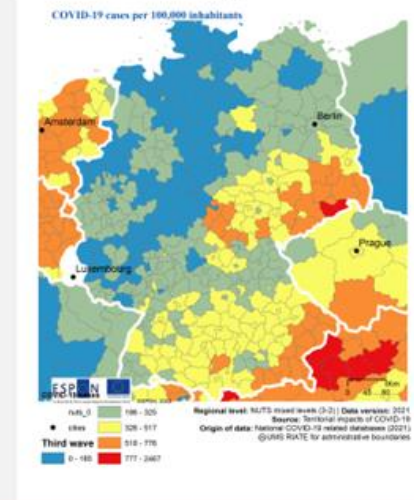 COVID-19 cases per 100,000 inhabitants
Amsterdam
Berlin
Prague
Luxembourg
ESPON
nuts_0
cities
Third wave
0 - 185
186 - 325
326 - 517
518 - 776
777 - 2467
Regional level: NUTS mixed levels (3-2) | Data version: 2021
Source: Territorial impacts of COVID-19
Origin of data: National COVID-19 related databases (2021)
@UMS RIATE for administrative boundaries